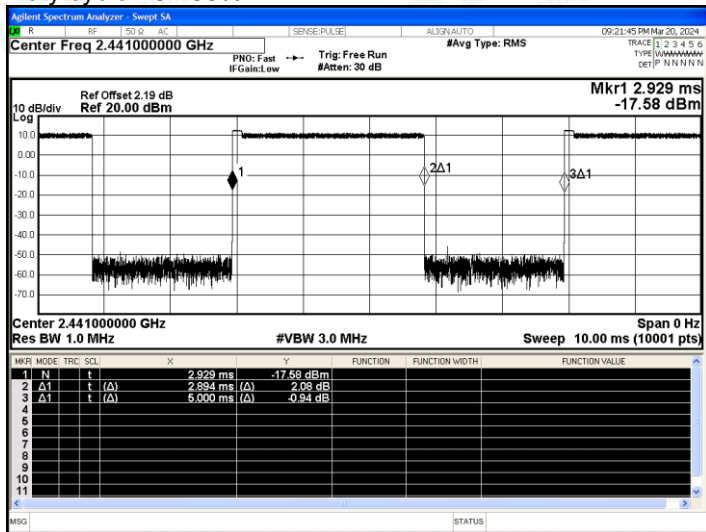 Agilent Spectrum Analyzer - Swept SA
R RF 50 Ω AC SENSE:PULSE ALIGN AUTO 09:21:45 PM Mar 20, 2024
Center Freq 2.441000000 GHz #Avg Type: RMS TRACE 1 2 3 4 5 6
PNO: Fast Trig: Free Run TYPE
IFGain:Low #Atten: 30 dB DET P N N N N N
Mkr1 2.929 ms
Ref Offset 2.19 dB
10 dB/div Ref 20.00 dBm -17.58 dBm
Log
10.0
0.00
-10.0 1 2Δ1 3Δ1
-20.0
-30.0
-40.0
-50.0
-60.0
-70.0
Center 2.441000000 GHz Span 0 Hz
Res BW 1.0 MHz #VBW 3.0 MHz Sweep 10.00 ms (10001 pts)
MKR MODE TRC SCL X Y FUNCTION FUNCTION WIDTH FUNCTION VALUE
1 N t 2.929 ms -17.58 dBm
2 Δ1 t (Δ) 2.894 ms (Δ) 2.08 dB
3 Δ1 t (Δ) 5.000 ms (Δ) -0.94 dB
4
5
6
7
8
9
10
11
MSG STATUS